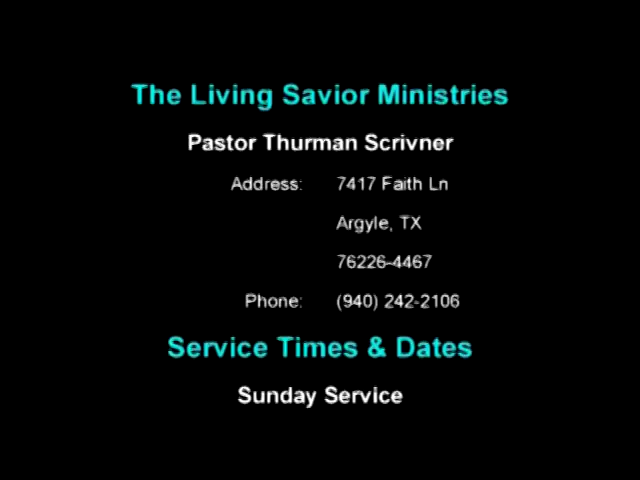 The Living Savior Ministries
Pastor Thurman Scrivner
Address: 7417 Faith Ln
Argyle, TX
76226-4467
Phone: (940) 242-2106
Service Times & Dates
Sunday Service